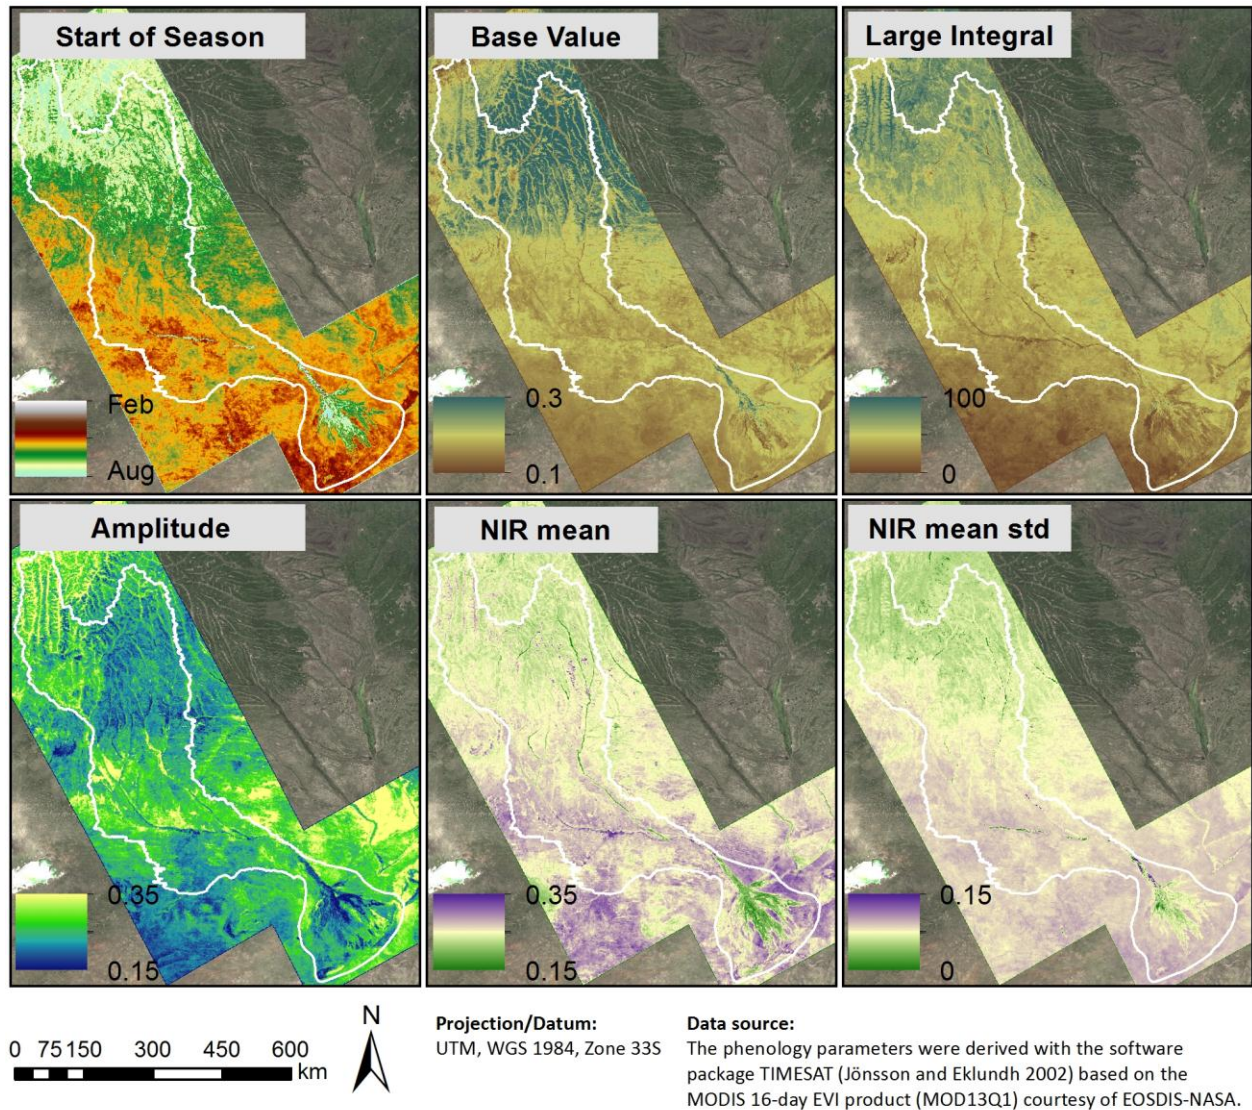 Start of Season
Base Value
Large Integral
Feb
Aug
0.3
0.1
100
0
Amplitude
NIR mean
NIR mean std
0.35
0.15
0.35
0.15
0.15
0
0 75 150 300 450 600
km
N
Projection/Datum:
UTM, WGS 1984, Zone 33S
Data source:
The phenology parameters were derived with the software
package TIMESAT (Jönsson and Eklundh 2002) based on the
MODIS 16-day EVI product (MOD13Q1) courtesy of EOSDIS-NASA.